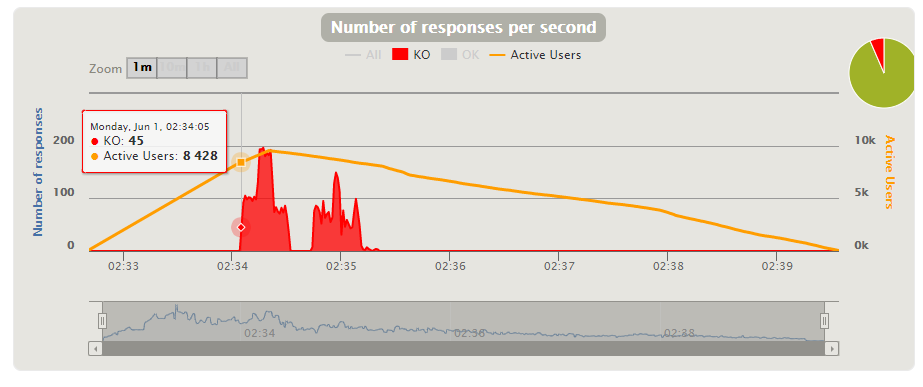 Number of responses per second
All KO OK Active Users
Zoom 1m 10m 1h All
Monday, Jun 1, 02:34:05
KO: 45
Active Users: 8 428
Number of responses
200
100
0
10k
5k
0k
Active Users
02:33 02:34 02:35 02:36 02:37 02:38 02:39
02:34 02:36 02:38